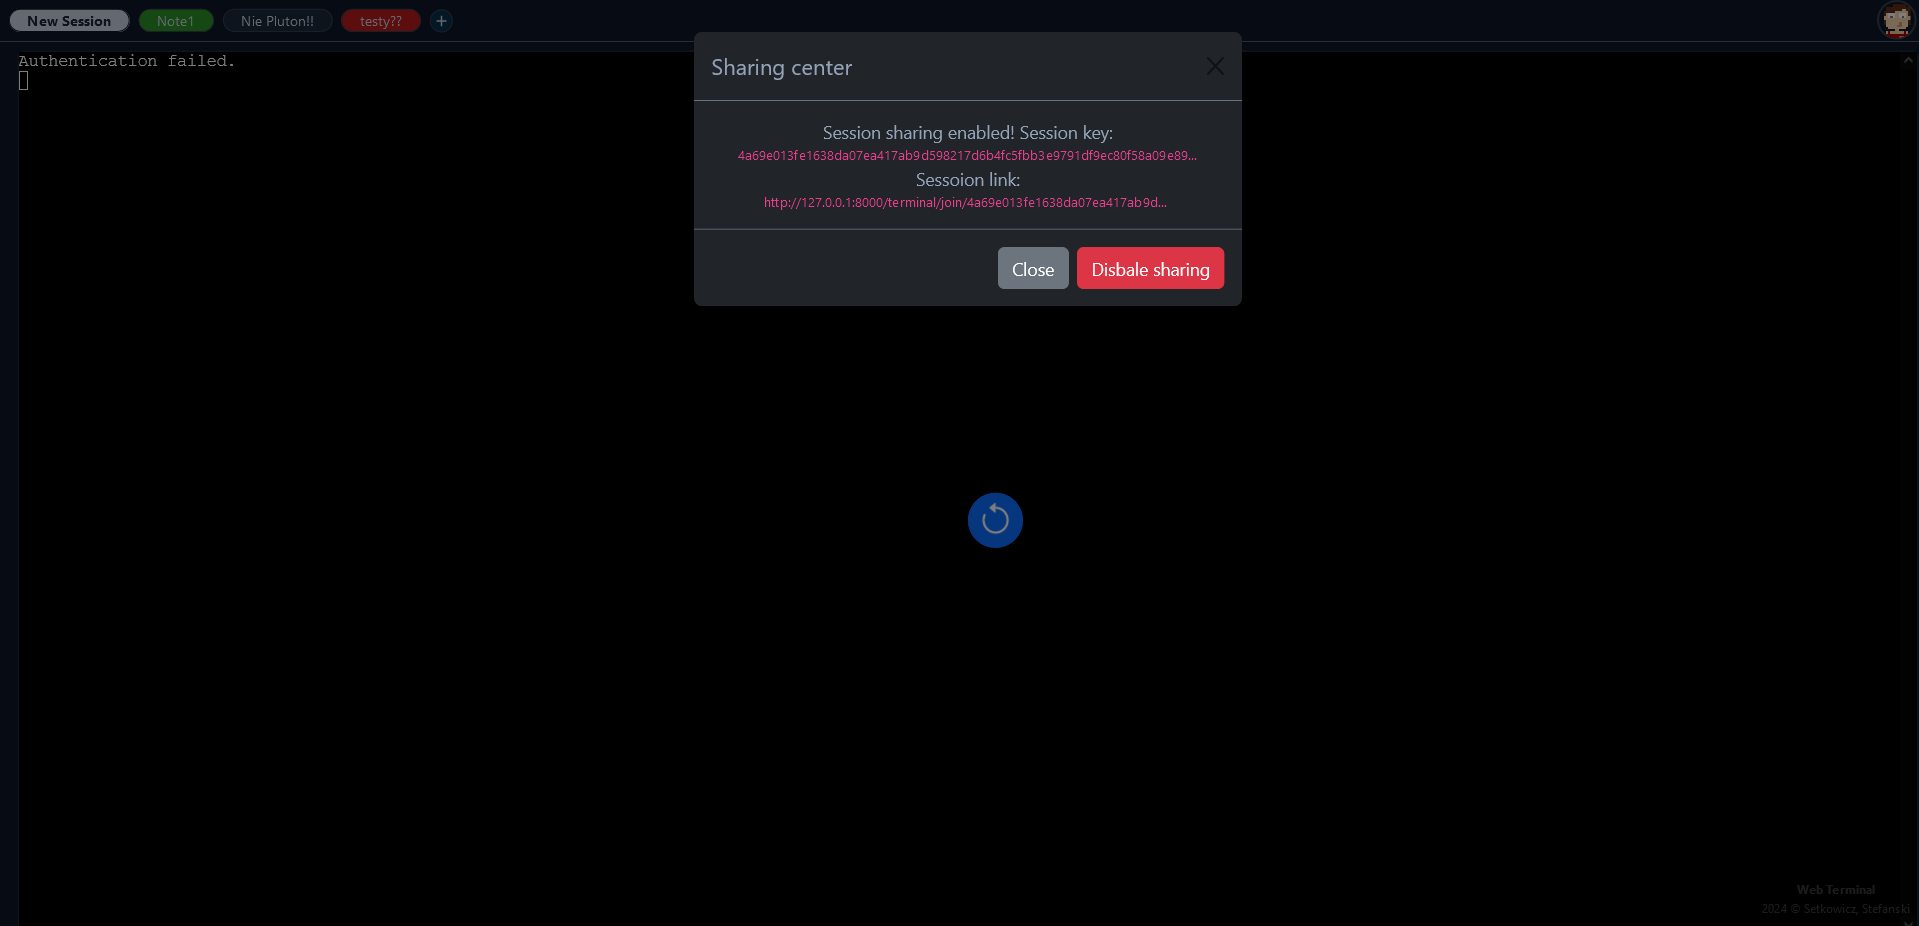 New Session Note1 Nie Pluton!! testy?? +
Authentication failed.
Sharing center
Session sharing enabled! Session key:
4a69e013fe1638da07ea417ab9d598217d6b4fc5fbb3e9791df9ec80f58a09e89...
Sessoion link:
http://127.0.0.1:8000/terminal/join/4a69e013fe1638da07ea417ab9d...
Close Disbale sharing
Web Terminal
2024 © Setkowicz, Stefanski